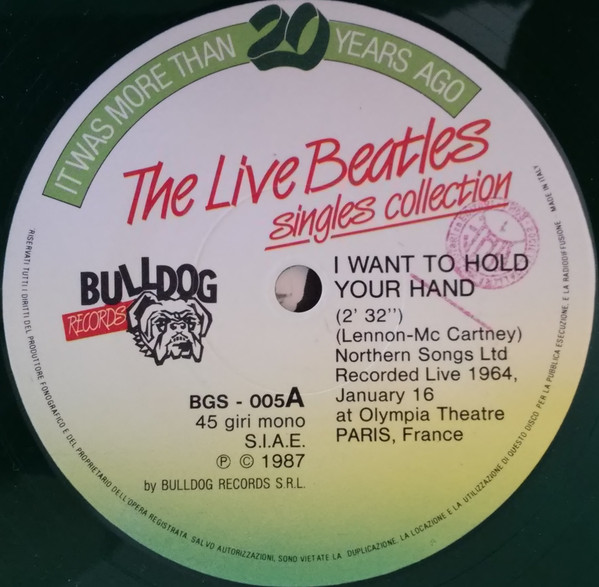 IT WAS MORE THAN 20 YEARS AGO
The Live Beatles
singles collection
BULLDOG
RECORDS
I WANT TO HOLD
YOUR HAND
(2' 32'')
(Lennon-Mc Cartney)
Northern Songs Ltd
Recorded Live 1964,
January 16
at Olympia Theatre
PARIS, France
BGS - 005A
45 giri mono
S.I.A.E.
Ⓟ © 1987
by BULLDOG RECORDS S.R.L.
RISERVATI TUTTI I DIRITTI DEL PRODUTTORE FONOGRAFICO E DEL PROPRIETARIO DELL'OPERA REGISTRATA. SALVO AUTORIZZAZIONI, SONO VIETATE LA DUPLICAZIONE, LA LOCAZIONE E LA UTILIZZAZIONE DI QUESTO DISCO PER LA PUBBLICA ESECUZIONE E LA RADIODIFFUSIONE. MADE IN ITALY